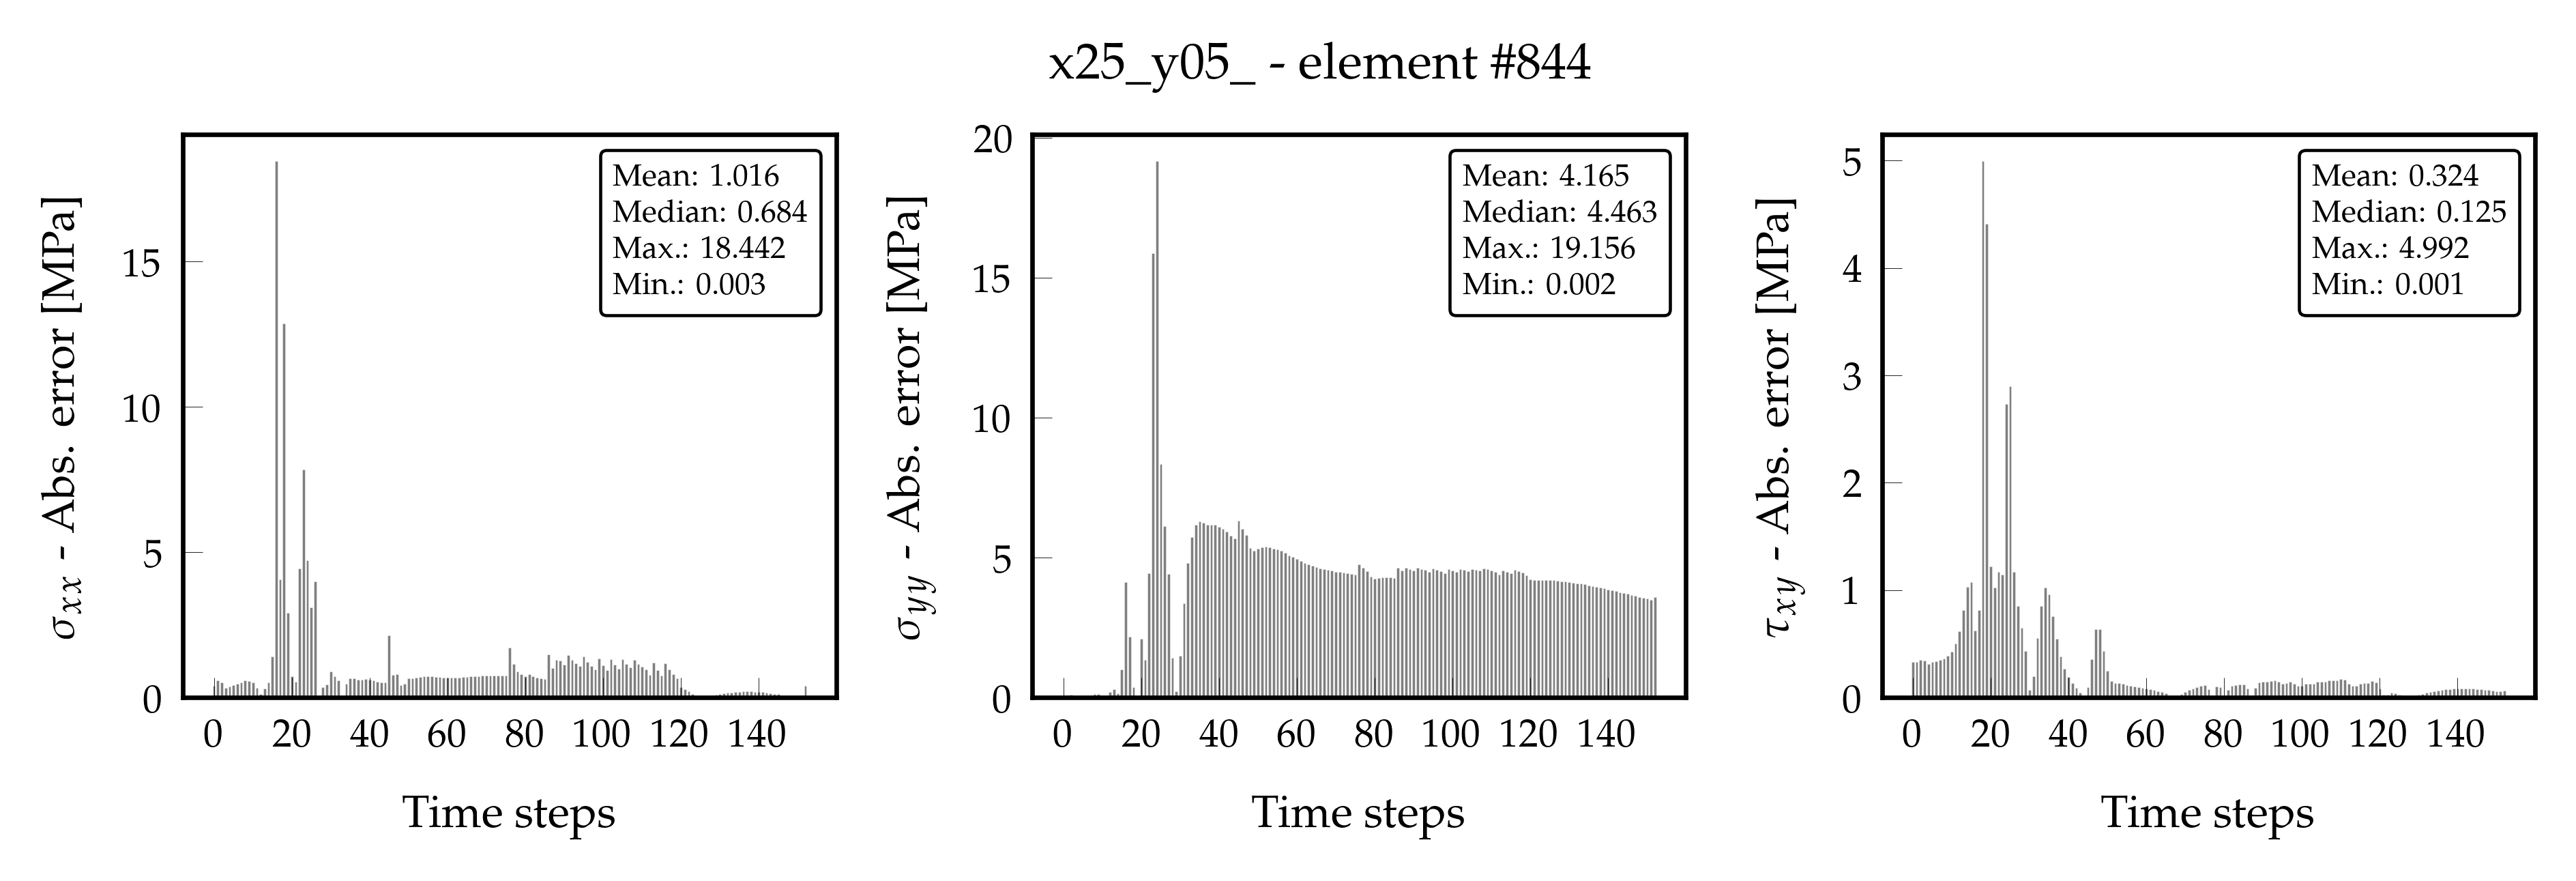 x25_y05_ - element #844
σxx - Abs. error [MPa]
15
10
5
0
Mean: 1.016
Median: 0.684
Max.: 18.442
Min.: 0.003
0 20 40 60 80 100 120 140
Time steps
σyy - Abs. error [MPa]
20
15
10
5
0
Mean: 4.165
Median: 4.463
Max.: 19.156
Min.: 0.002
0 20 40 60 80 100 120 140
Time steps
τxy - Abs. error [MPa]
5
4
3
2
1
0
Mean: 0.324
Median: 0.125
Max.: 4.992
Min.: 0.001
0 20 40 60 80 100 120 140
Time steps